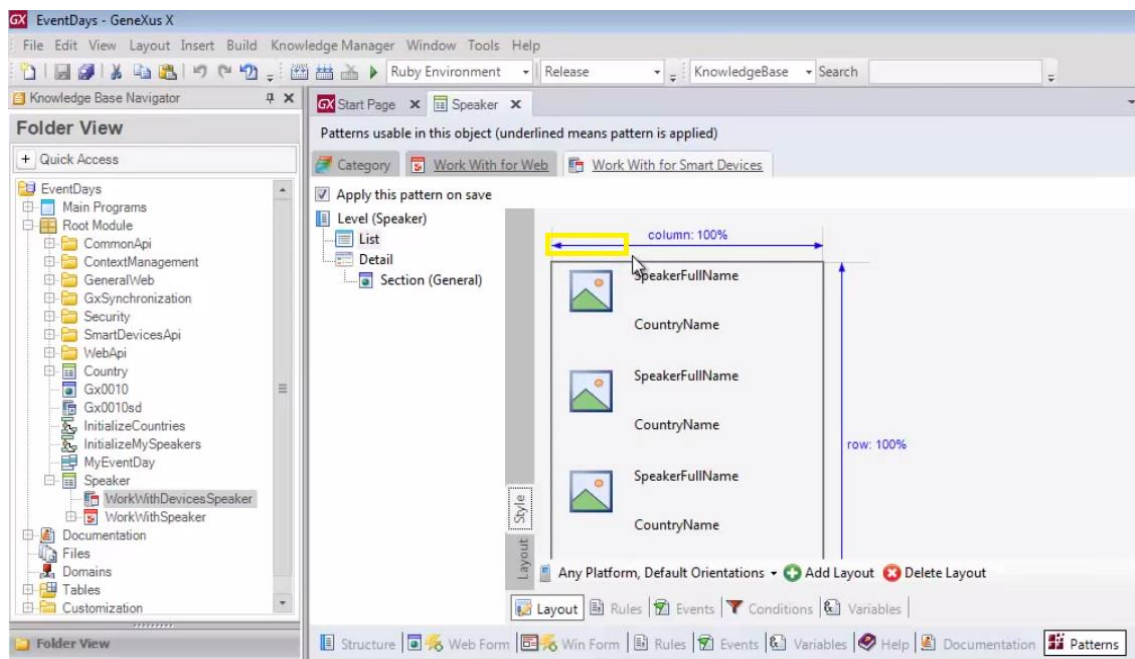 GX EventDays - GeneXus X
File Edit View Layout Insert Build Knowledge Manager Window Tools Help
Ruby Environment Release KnowledgeBase Search
Knowledge Base Navigator
GX Start Page Speaker
Folder View
Patterns usable in this object (underlined means pattern is applied)
+ Quick Access
Category Work With for Web Work With for Smart Devices
EventDays
Main Programs
Root Module
CommonApi
ContextManagement
GeneralWeb
GxSynchronization
Security
SmartDevicesApi
WebApi
Country
Gx0010
Gx0010sd
InitializeCountries
InitializeMySpeakers
MyEventDay
Speaker
WorkWithDevicesSpeaker
WorkWithSpeaker
Documentation
Files
Domains
Tables
Customization
Folder View
Apply this pattern on save
Level (Speaker)
List
Detail
Section (General)
column: 100%
SpeakerFullName
CountryName
SpeakerFullName
CountryName
row: 100%
SpeakerFullName
CountryName
Style
Layout
Any Platform, Default Orientations Add Layout Delete Layout
Layout Rules Events Conditions Variables
Structure Web Form Win Form Rules Events Variables Help Documentation Patterns